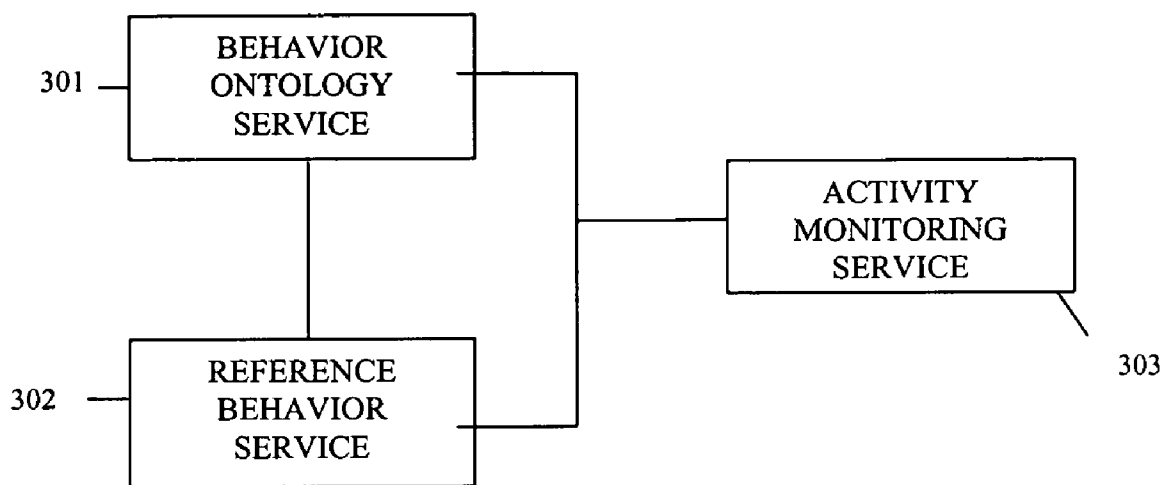 301
BEHAVIOR
ONTOLOGY
SERVICE
ACTIVITY
MONITORING
SERVICE
303
302
REFERENCE
BEHAVIOR
SERVICE